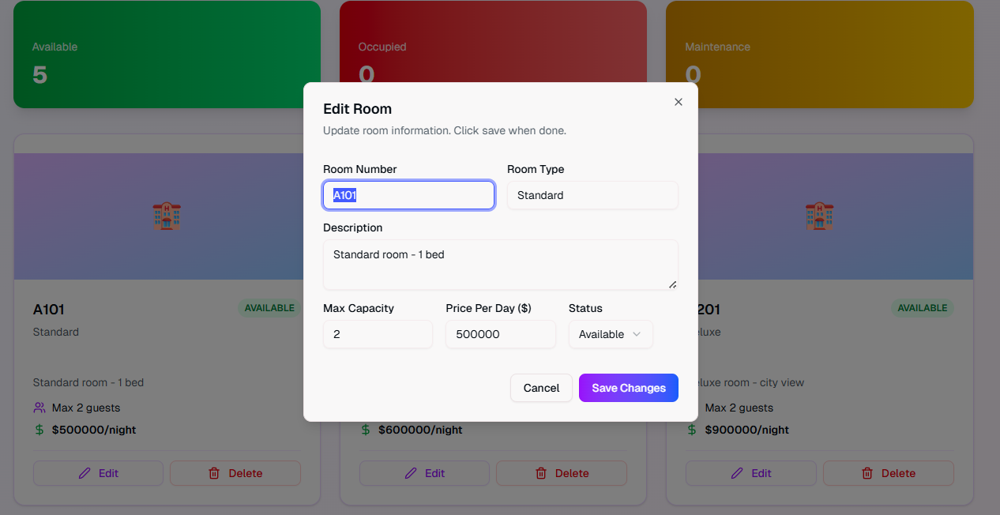 Available
5
Occupied
0
Maintenance
0
Edit Room
Update room information. Click save when done.
Room Number
Room Type
A101
Standard
Description
Standard room - 1 bed
Max Capacity
Price Per Day ($)
Status
2
500000
Available
Cancel
Save Changes
A101
AVAILABLE
Standard
Standard room - 1 bed
Max 2 guests
$500000/night
Edit
Delete
$600000/night
Edit
Delete
201
AVAILABLE
eluxe
eluxe room - city view
Max 2 guests
$900000/night
Edit
Delete